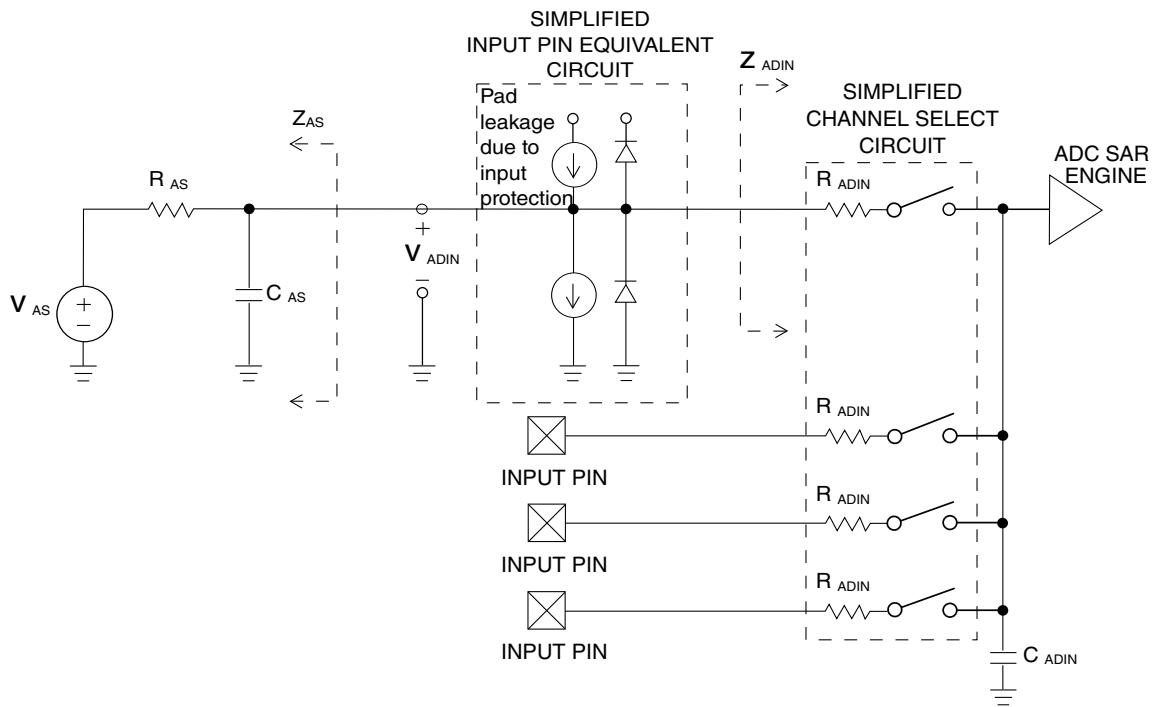 SIMPLIFIED
INPUT PIN EQUIVALENT
CIRCUIT
Pad
leakage
due to
input
protection
Z ADIN
SIMPLIFIED
CHANNEL SELECT
CIRCUIT
ADC SAR
ENGINE
Z AS
R AS
R ADIN
+
V ADIN
–
C AS
V AS
+
–
R ADIN
INPUT PIN
R ADIN
INPUT PIN
R ADIN
INPUT PIN
C ADIN